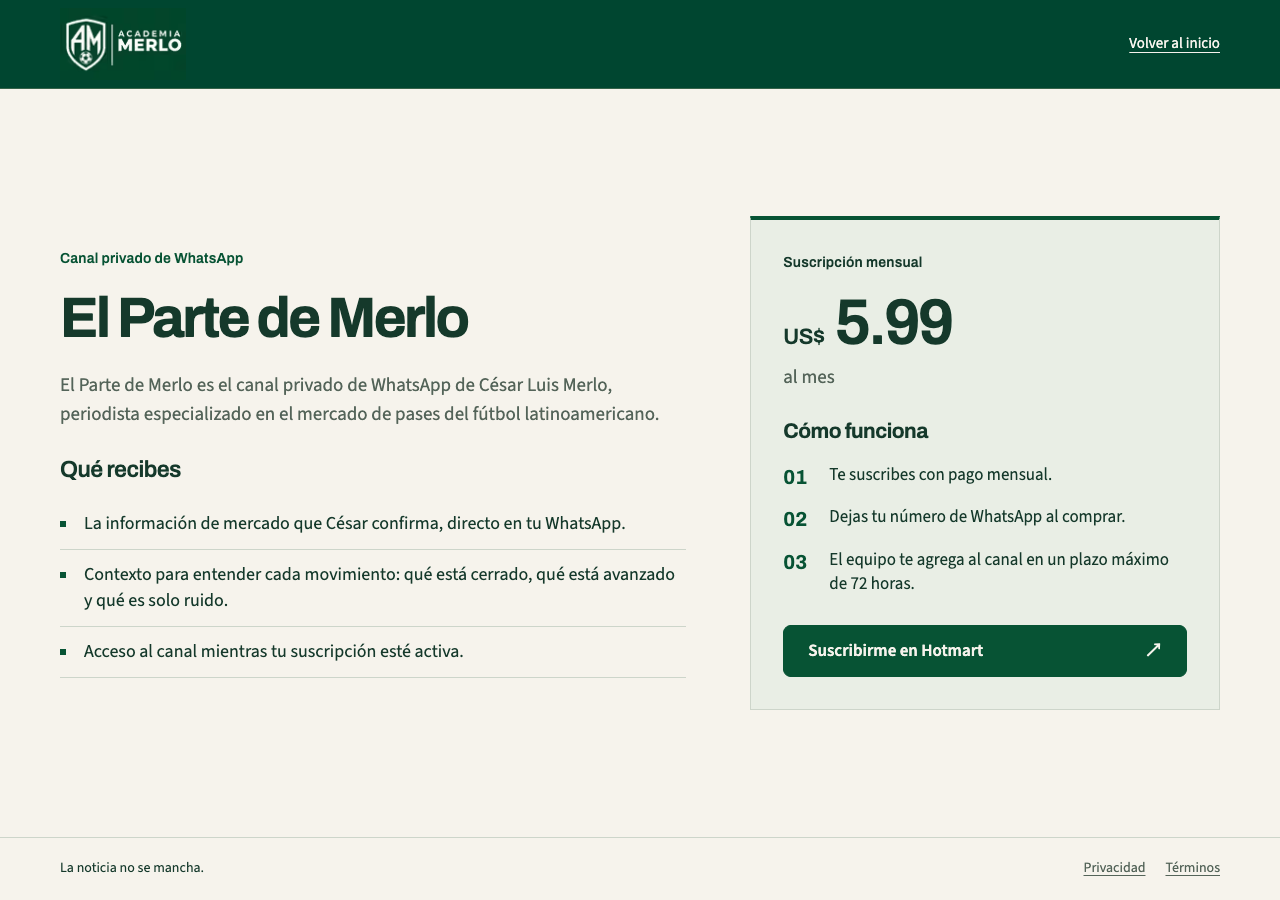 AM
ACADEMIA
MERLO
Volver al inicio
Canal privado de WhatsApp
El Parte de Merlo
El Parte de Merlo es el canal privado de WhatsApp de César Luis Merlo,
periodista especializado en el mercado de pases del fútbol latinoamericano.
Qué recibes
La información de mercado que César confirma, directo en tu WhatsApp.
Contexto para entender cada movimiento: qué está cerrado, qué está avanzado
y qué es solo ruido.
Acceso al canal mientras tu suscripción esté activa.
Suscripción mensual
US$ 5.99
al mes
Cómo funciona
01 Te suscribes con pago mensual.
02 Dejas tu número de WhatsApp al comprar.
03 El equipo te agrega al canal en un plazo máximo
de 72 horas.
Suscribirme en Hotmart ↗
La noticia no se mancha.
Privacidad Términos